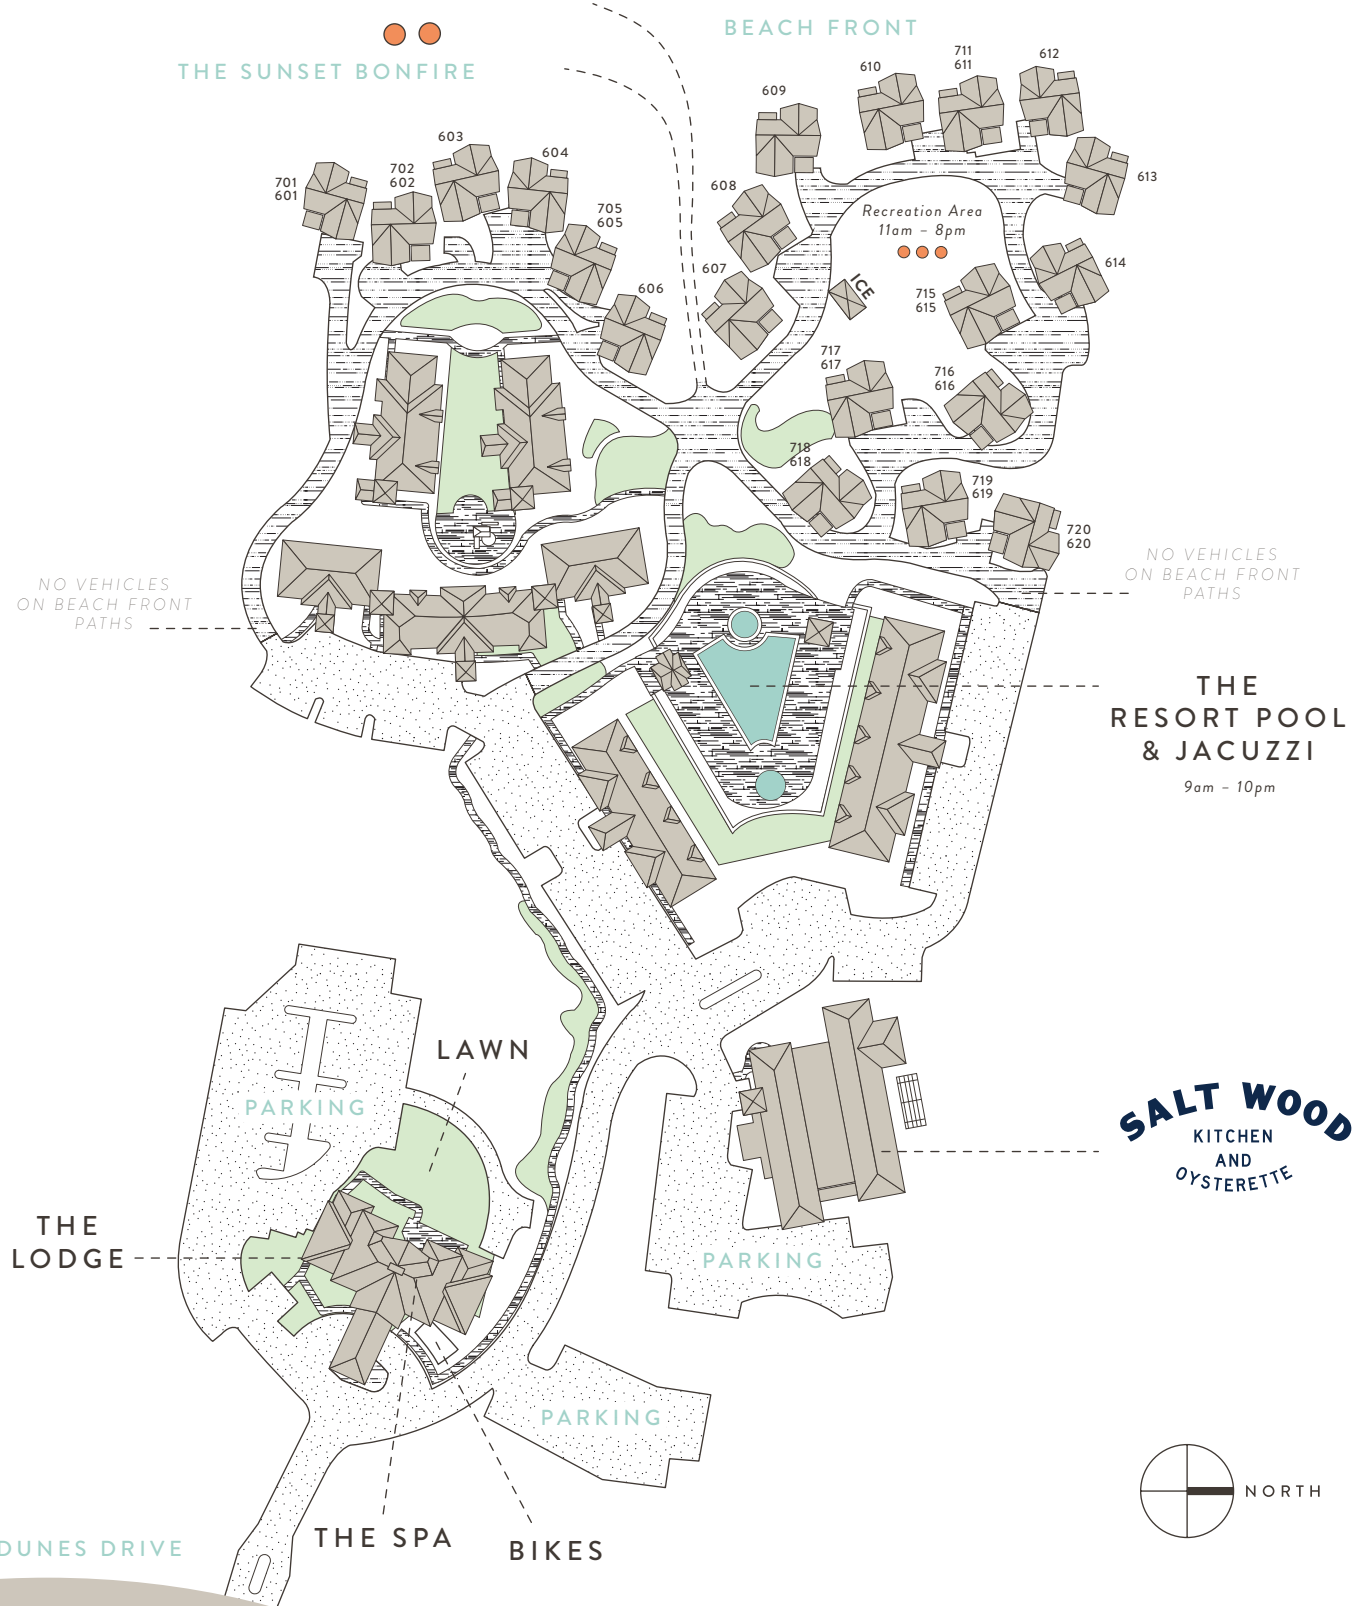 BEACH FRONT
THE SUNSET BONFIRE
711
611
612
610
609
603
604
702
602
701
601
613
608
705
605
Recreation Area
11am – 8pm
607
614
ICE
606
715
615
717
617
716
616
718
618
719
619
720
620
NO VEHICLES
ON BEACH FRONT
PATHS
NO VEHICLES
ON BEACH FRONT
PATHS
THE
RESORT POOL
& JACUZZI
9am – 10pm
LAWN
PARKING
SALT WOOD
KITCHEN
AND
OYSTERETTE
THE
LODGE
PARKING
PARKING
NORTH
THE SPA
BIKES
DUNES DRIVE